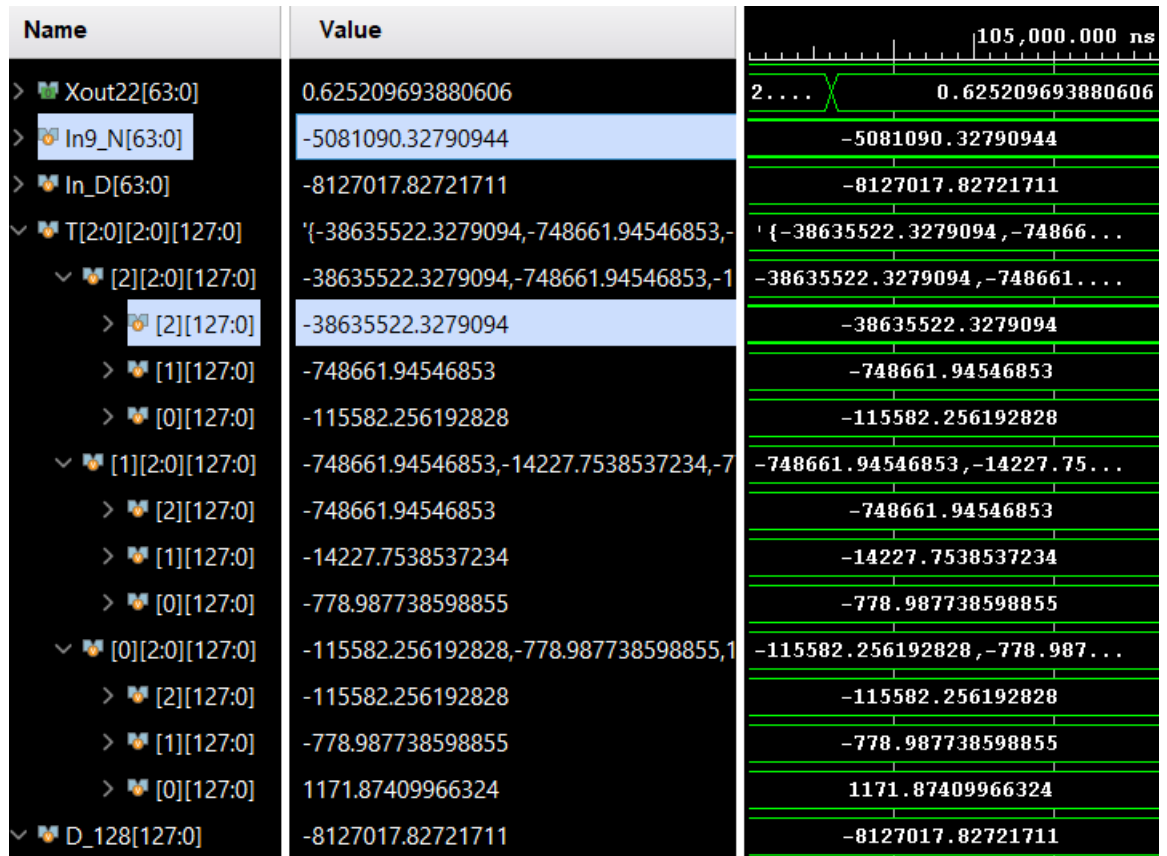 Name Value 105,000.000 ns
Xout22[63:0] 0.625209693880606 2.... 0.625209693880606
In9_N[63:0] -5081090.32790944 -5081090.32790944
In_D[63:0] -8127017.82721711 -8127017.82721711
T[2:0][2:0][127:0] '{-38635522.3279094,-748661.94546853,- '{-38635522.3279094,-74866...
[2][2:0][127:0] -38635522.3279094,-748661.94546853,-1 -38635522.3279094,-748661....
[2][127:0] -38635522.3279094 -38635522.3279094
[1][127:0] -748661.94546853 -748661.94546853
[0][127:0] -115582.256192828 -115582.256192828
[1][2:0][127:0] -748661.94546853,-14227.7538537234,-7 -748661.94546853,-14227.75...
[2][127:0] -748661.94546853 -748661.94546853
[1][127:0] -14227.7538537234 -14227.7538537234
[0][127:0] -778.987738598855 -778.987738598855
[0][2:0][127:0] -115582.256192828,-778.987738598855,1 -115582.256192828,-778.987...
[2][127:0] -115582.256192828 -115582.256192828
[1][127:0] -778.987738598855 -778.987738598855
[0][127:0] 1171.87409966324 1171.87409966324
D_128[127:0] -8127017.82721711 -8127017.82721711